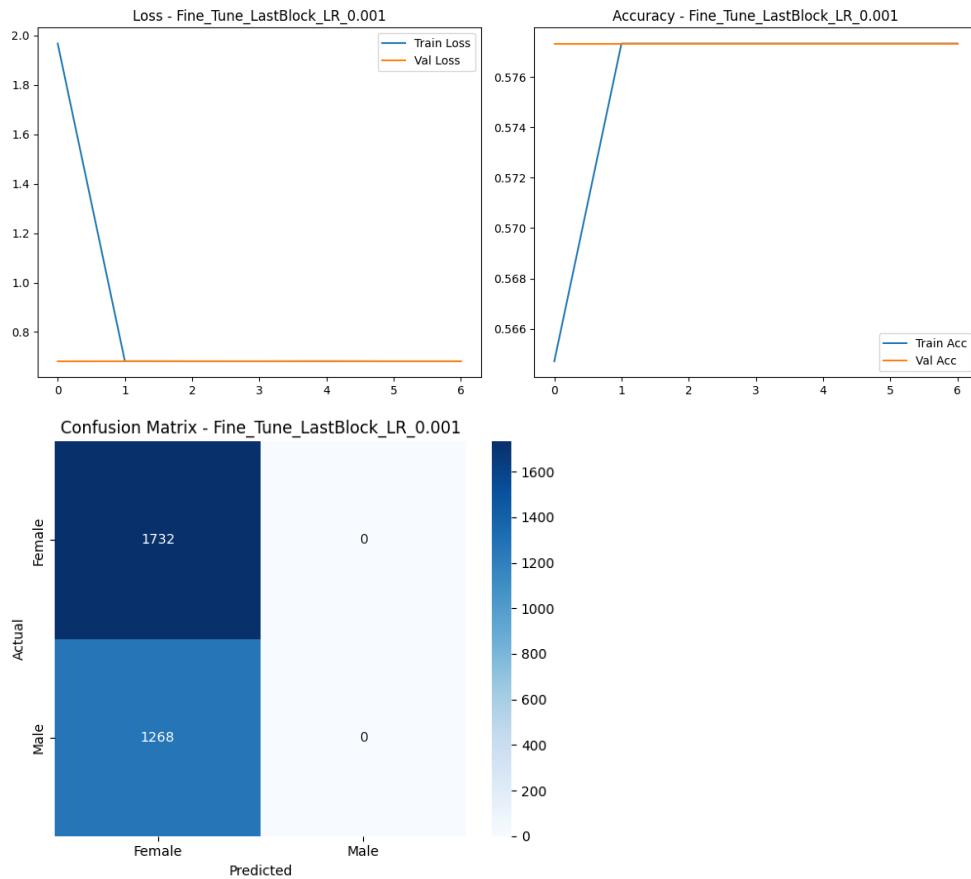 Loss - Fine_Tune_LastBlock_LR_0.001
2.0
1.8
1.6
1.4
1.2
1.0
0.8
0 1 2 3 4 5 6
Train Loss
Val Loss
Accuracy - Fine_Tune_LastBlock_LR_0.001
0.576
0.574
0.572
0.570
0.568
0.566
0 1 2 3 4 5 6
Train Acc
Val Acc
Confusion Matrix - Fine_Tune_LastBlock_LR_0.001
Actual
Female
1732 0
Male
1268 0
Female Male
Predicted
1600
1400
1200
1000
800
600
400
200
0